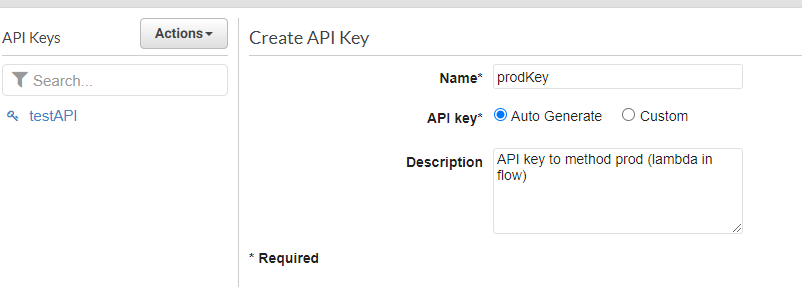 API Keys
Actions
Search...
testAPI
Create API Key
Name* prodKey
API key* Auto Generate Custom
Description API key to method prod (lambda in
flow)
* Required